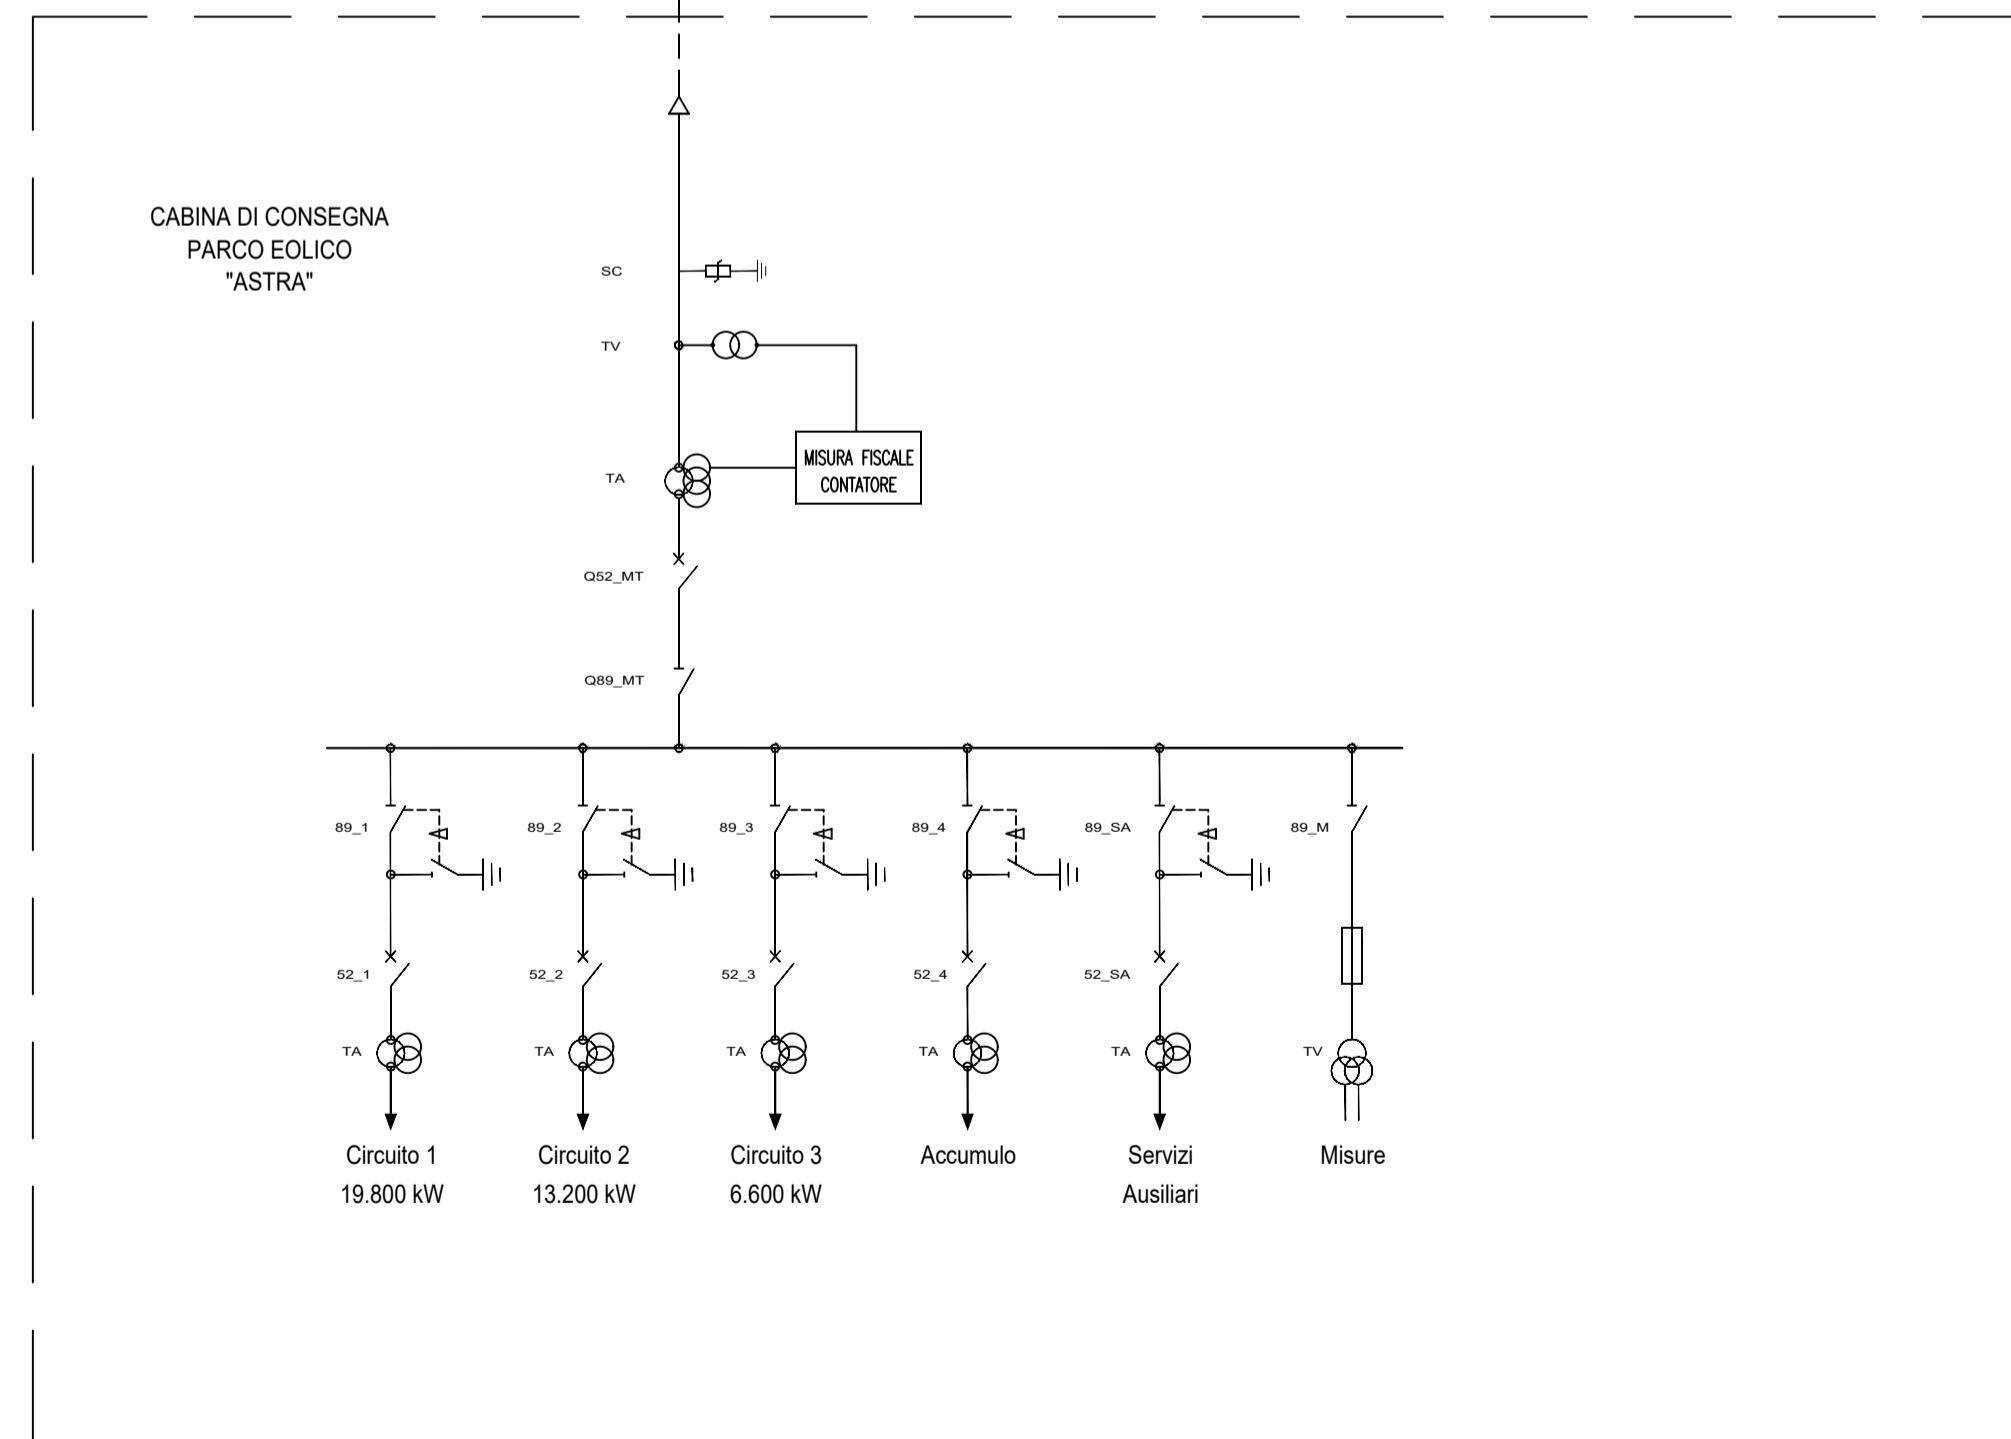 CABINA DI CONSEGNA
PARCO EOLICO
"ASTRA"
SC
TV
TA
MISURA FISCALE
CONTATORE
Q52_MT
Q89_MT
89_1
89_2
89_3
89_4
89_SA
89_M
52_1
52_2
52_3
52_4
52_SA
TA
TA
TA
TA
TA
TV
Circuito 1
19.800 kW
Circuito 2
13.200 kW
Circuito 3
6.600 kW
Accumulo
Servizi
Ausiliari
Misure